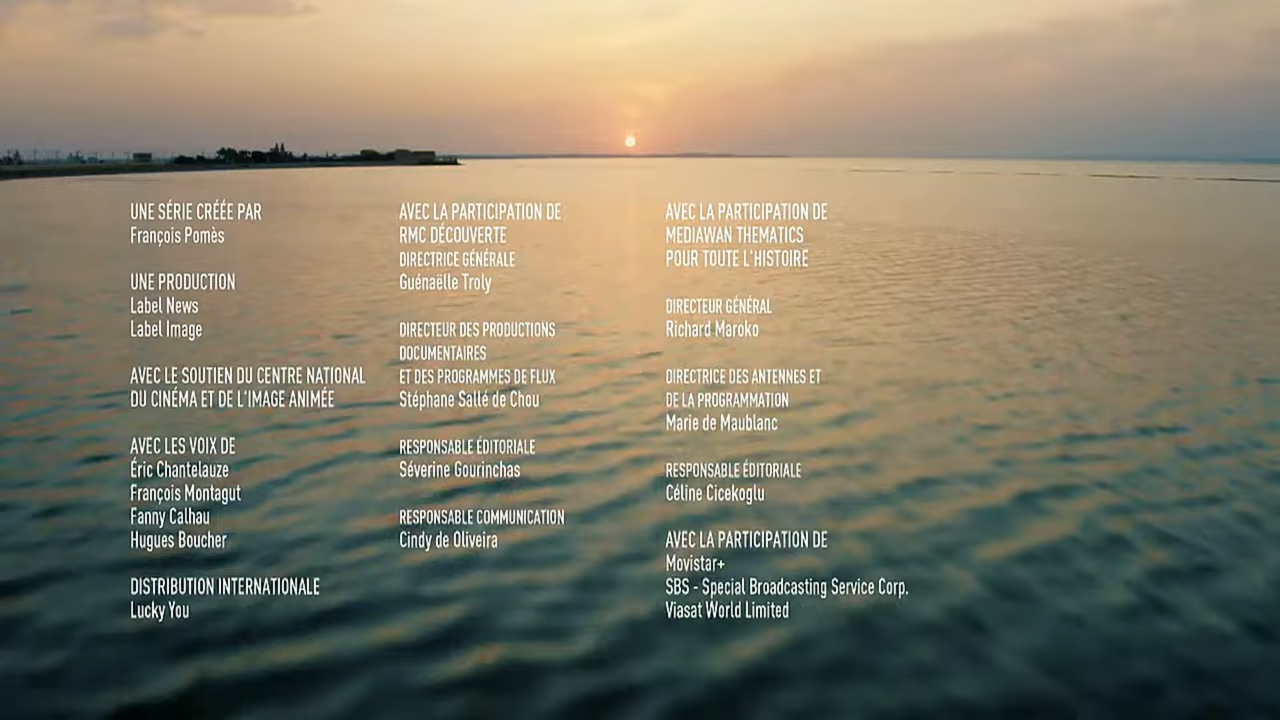 UNE SÉRIE CRÉÉE PAR
François Pomès
UNE PRODUCTION
Label News
Label Image
AVEC LE SOUTIEN DU CENTRE NATIONAL
DU CINÉMA ET DE L'IMAGE ANIMÉE
AVEC LES VOIX DE
Éric Chantelauze
François Montagut
Fanny Calhau
Hugues Boucher
DISTRIBUTION INTERNATIONALE
Lucky You
AVEC LA PARTICIPATION DE
RMC DÉCOUVERTE
DIRECTRICE GÉNÉRALE
Guénaëlle Troly
DIRECTEUR DES PRODUCTIONS
DOCUMENTAIRES
ET DES PROGRAMMES DE FLUX
Stéphane Sallé de Chou
RESPONSABLE ÉDITORIALE
Séverine Gourinchas
RESPONSABLE COMMUNICATION
Cindy de Oliveira
AVEC LA PARTICIPATION DE
MEDIAWAN THEMATICS
POUR TOUTE L'HISTOIRE
DIRECTEUR GÉNÉRAL
Richard Maroko
DIRECTRICE DES ANTENNES ET
DE LA PROGRAMMATION
Marie de Maublanc
RESPONSABLE ÉDITORIALE
Céline Cicekoglu
AVEC LA PARTICIPATION DE
Movistar+
SBS - Special Broadcasting Service Corp.
Viasat World Limited